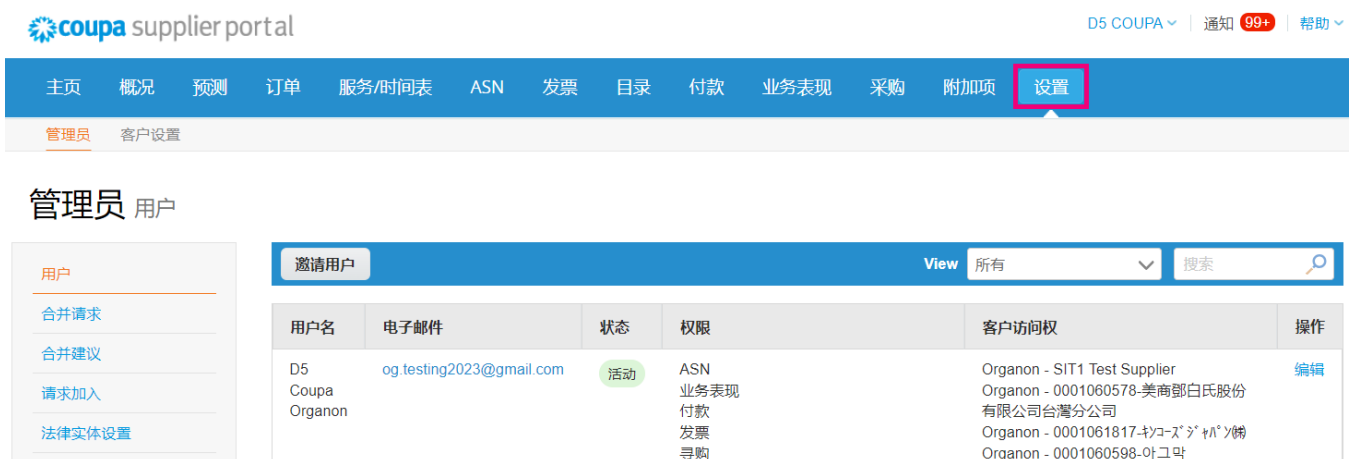 coupa supplier portal
D5 COUPA 通知 99+ 帮助
主页 概况 预测 订单 服务/时间表 ASN 发票 目录 付款 业务表现 采购 附加项 设置
管理员 客户设置
管理员 用户
用户
合并请求
合并建议
请求加入
法律实体设置
邀请用户 View 所有 搜索
用户名 电子邮件 状态 权限 客户访问权 操作
D5 og.testing2023@gmail.com 活动 ASN Organon - SIT1 Test Supplier 编辑
Coupa 业务表现 Organon - 0001060578-美商鄧白氏股份
Organon 付款 有限公司台灣分公司
发票 Organon - 0001061817-ｷﾝｺｰｽﾞｼﾞｬﾊﾟﾝ㈱
寻购 Organon - 0001060598-아그막